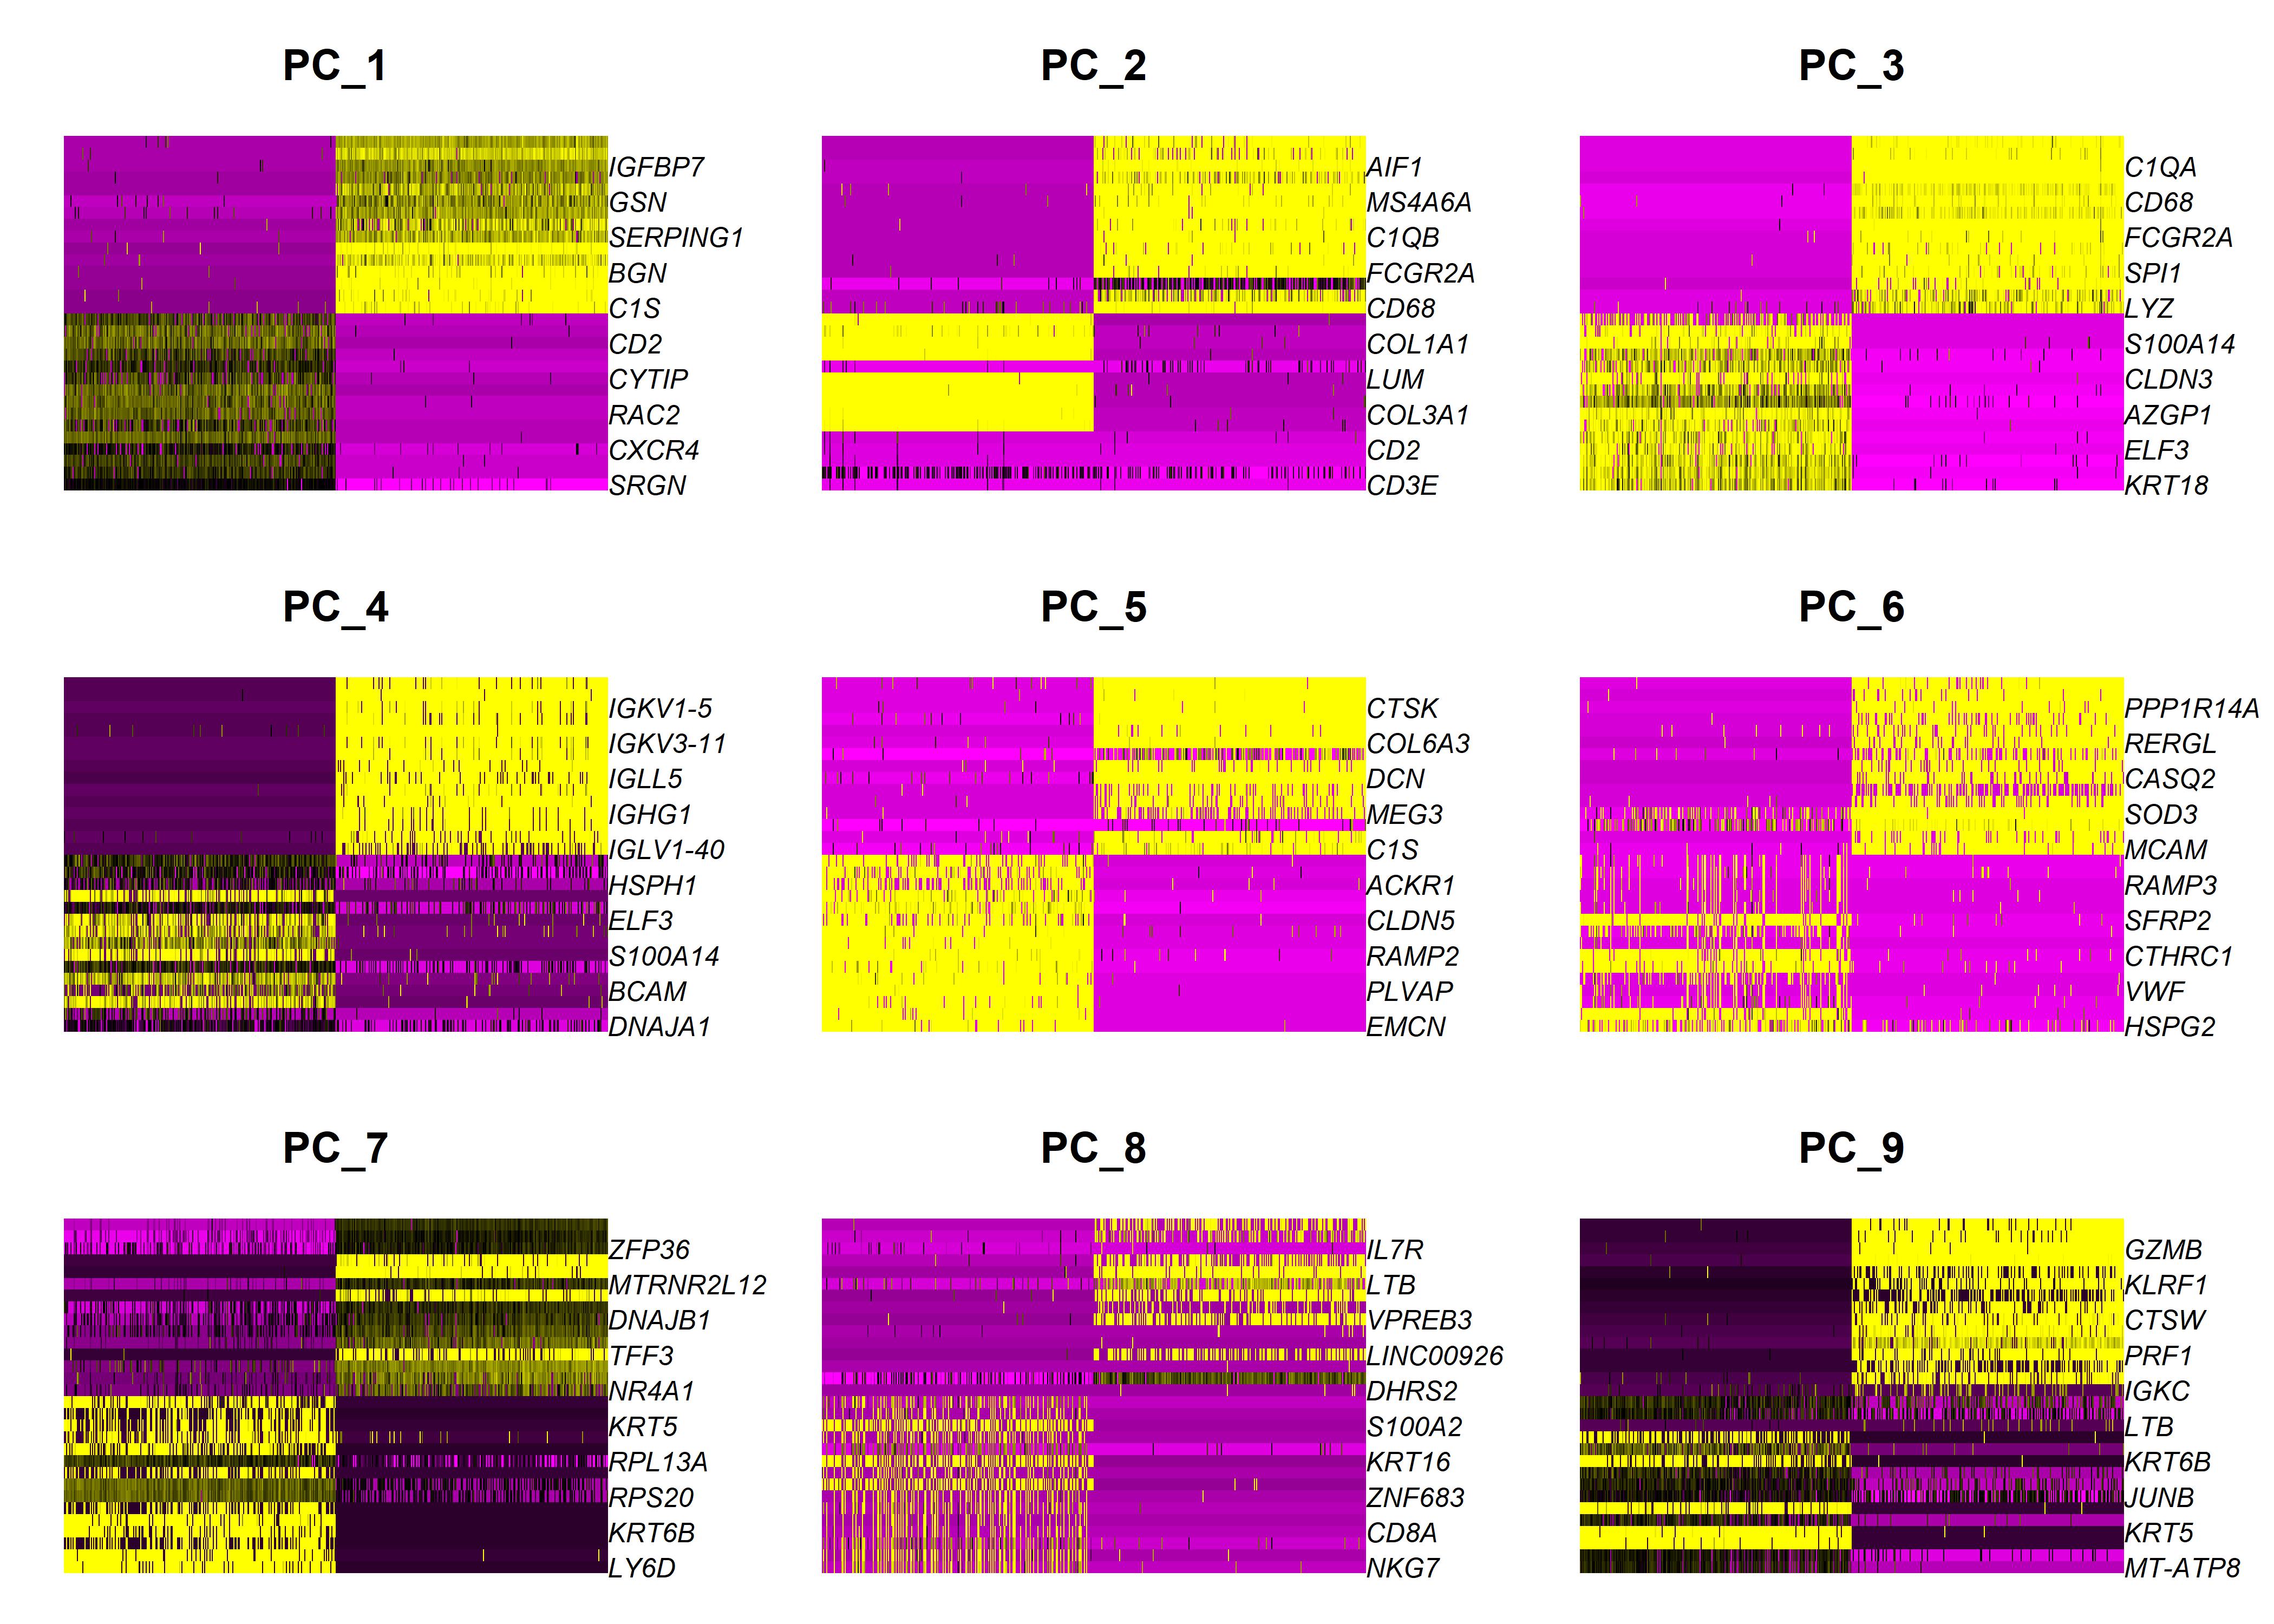 PC_1
IGFBP7
GSN
SERPING1
BGN
C1S
CD2
CYTIP
RAC2
CXCR4
SRGN
PC_2
AIF1
MS4A6A
C1QB
FCGR2A
CD68
COL1A1
LUM
COL3A1
CD2
CD3E
PC_3
C1QA
CD68
FCGR2A
SPI1
LYZ
S100A14
CLDN3
AZGP1
ELF3
KRT18
PC_4
IGKV1-5
IGKV3-11
IGLL5
IGHG1
IGLV1-40
HSPH1
ELF3
S100A14
BCAM
DNAJA1
PC_5
CTSK
COL6A3
DCN
MEG3
C1S
ACKR1
CLDN5
RAMP2
PLVAP
EMCN
PC_6
PPP1R14A
RERGL
CASQ2
SOD3
MCAM
RAMP3
SFRP2
CTHRC1
VWF
HSPG2
PC_7
ZFP36
MTRNR2L12
DNAJB1
TFF3
NR4A1
KRT5
RPL13A
RPS20
KRT6B
LY6D
PC_8
IL7R
LTB
VPREB3
LINC00926
DHRS2
S100A2
KRT16
ZNF683
CD8A
NKG7
PC_9
GZMB
KLRF1
CTSW
PRF1
IGKC
LTB
KRT6B
JUNB
KRT5
MT-ATP8